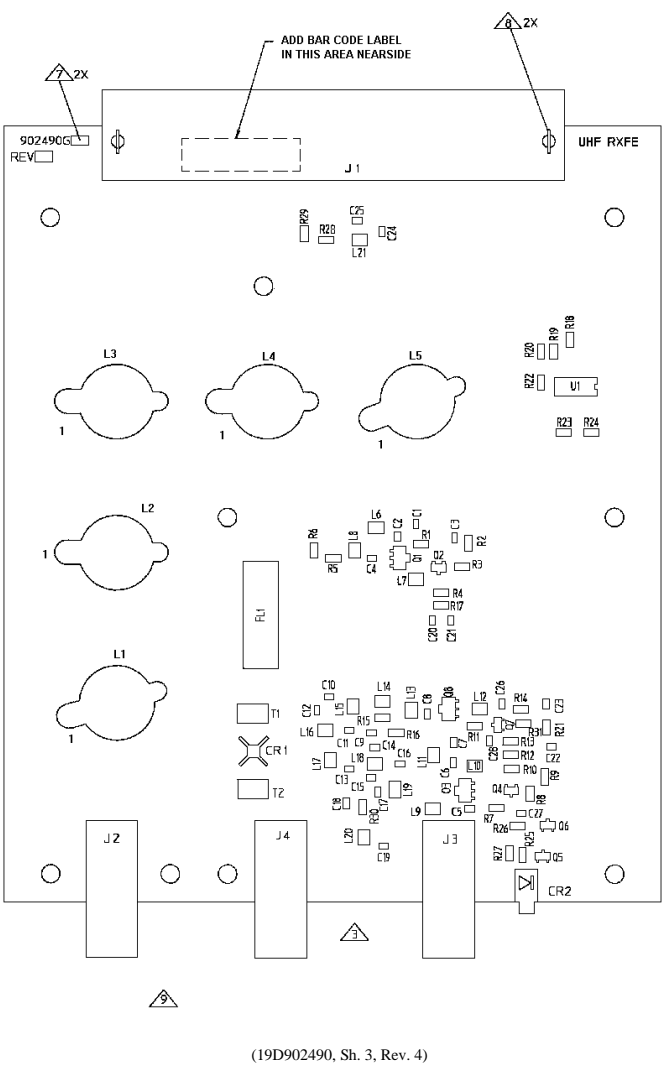 8 2X
ADD BAR CODE LABEL
IN THIS AREA NEARSIDE
7 2X
902490G
REV
UHF RXFE
J1
C25
R29
R28
C24
L21
R18
R19
R20
L3
L4
L5
R22
U1
1
1
1
R23
R24
L2
L6
C1
C2
R1
C3
R2
R6
L8
Q1
Q2
1
R5
C4
R3
L7
R4
R17
FL1
C20
C21
L1
C10
L14
L13
C8
Q8
L12
C26
R14
C23
C12
L15
T1
R15
R31
R21
1
L16
C11
C9
R16
R11
R13
C14
C28
C22
CR1
R12
L17
L18
C16
L11
C6
L10
R10
R9
C13
C15
Q3
Q4
T2
C17
L19
R8
C18
R30
L9
C5
R7
C27
R26
Q6
J2
J4
L20
J3
C19
R27
R25
Q5
CR2
3
9
(19D902490, Sh. 3, Rev. 4)